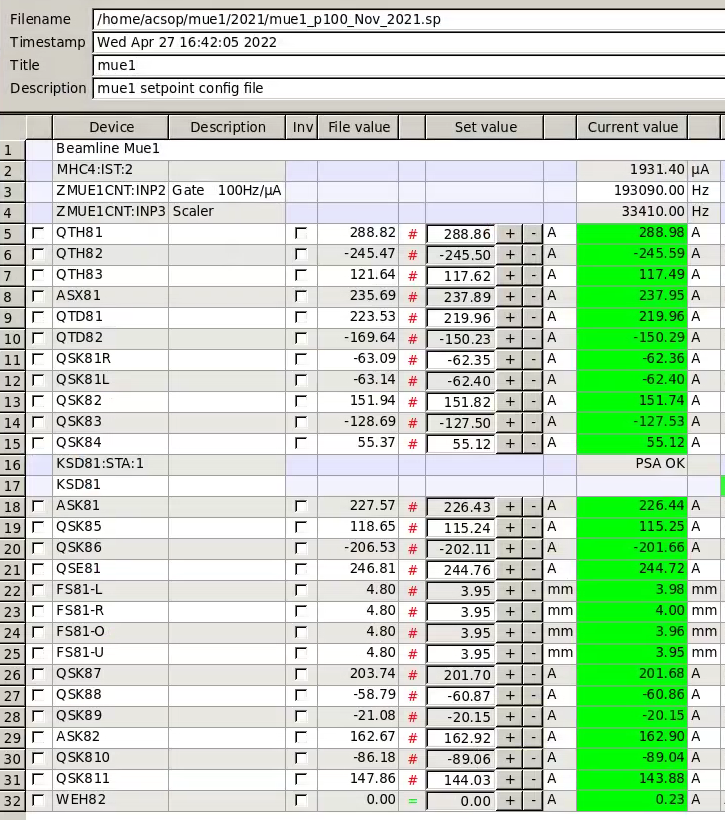 Filename /home/acsop/mue1/2021/mue1_p100_Nov_2021.sp
Timestamp Wed Apr 27 16:42:05 2022
Title mue1
Description mue1 setpoint config file
Device Description Inv File value Set value Current value
1 Beamline Mue1
2 MHC4:IST:2 1931.40 µA
3 ZMUE1CNT:INP2 Gate 100Hz/µA 193090.00 Hz
4 ZMUE1CNT:INP3 Scaler 33410.00 Hz
5 QTH81 288.82 # 288.86 + - A 288.98 A
6 QTH82 -245.47 # -245.50 + - A -245.59 A
7 QTH83 121.64 # 117.62 + - A 117.49 A
8 ASX81 235.69 # 237.89 + - A 237.95 A
9 QTD81 223.53 # 219.96 + - A 219.96 A
10 QTD82 -169.64 # -150.23 + - A -150.29 A
11 QSK81R -63.09 # -62.35 + - A -62.36 A
12 QSK81L -63.14 # -62.40 + - A -62.40 A
13 QSK82 151.94 # 151.82 + - A 151.74 A
14 QSK83 -128.69 # -127.50 + - A -127.53 A
15 QSK84 55.37 # 55.12 + - A 55.12 A
16 KSD81:STA:1 PSA OK
17 KSD81
18 ASK81 227.57 # 226.43 + - A 226.44 A
19 QSK85 118.65 # 115.24 + - A 115.25 A
20 QSK86 -206.53 # -202.11 + - A -201.66 A
21 QSE81 246.81 # 244.76 + - A 244.72 A
22 FS81-L 4.80 # 3.95 + - mm 3.98 mm
23 FS81-R 4.80 # 3.95 + - mm 4.00 mm
24 FS81-O 4.80 # 3.95 + - mm 3.96 mm
25 FS81-U 4.80 # 3.95 + - mm 3.95 mm
26 QSK87 203.74 # 201.70 + - A 201.68 A
27 QSK88 -58.79 # -60.87 + - A -60.86 A
28 QSK89 -21.08 # -20.15 + - A -20.15 A
29 ASK82 162.67 # 162.92 + - A 162.90 A
30 QSK810 -86.18 # -89.06 + - A -89.04 A
31 QSK811 147.86 # 144.03 + - A 143.88 A
32 WEH82 0.00 = 0.00 + - A 0.23 A